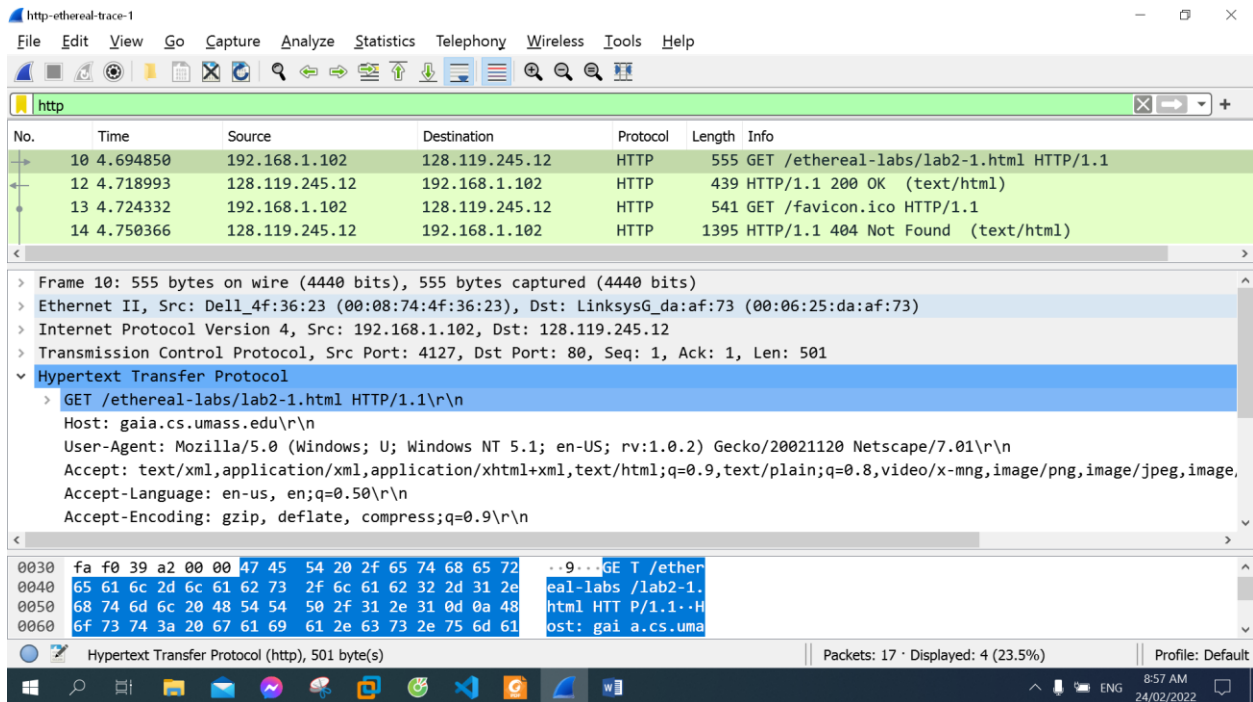 http-ethereal-trace-1
File Edit View Go Capture Analyze Statistics Telephony Wireless Tools Help
http
No. Time Source Destination Protocol Length Info
10 4.694850 192.168.1.102 128.119.245.12 HTTP 555 GET /ethereal-labs/lab2-1.html HTTP/1.1
12 4.718993 128.119.245.12 192.168.1.102 HTTP 439 HTTP/1.1 200 OK (text/html)
13 4.724332 192.168.1.102 128.119.245.12 HTTP 541 GET /favicon.ico HTTP/1.1
14 4.750366 128.119.245.12 192.168.1.102 HTTP 1395 HTTP/1.1 404 Not Found (text/html)
Frame 10: 555 bytes on wire (4440 bits), 555 bytes captured (4440 bits)
Ethernet II, Src: Dell_4f:36:23 (00:08:74:4f:36:23), Dst: LinksysG_da:af:73 (00:06:25:da:af:73)
Internet Protocol Version 4, Src: 192.168.1.102, Dst: 128.119.245.12
Transmission Control Protocol, Src Port: 4127, Dst Port: 80, Seq: 1, Ack: 1, Len: 501
Hypertext Transfer Protocol
GET /ethereal-labs/lab2-1.html HTTP/1.1\r\n
Host: gaia.cs.umass.edu\r\n
User-Agent: Mozilla/5.0 (Windows; U; Windows NT 5.1; en-US; rv:1.0.2) Gecko/20021120 Netscape/7.01\r\n
Accept: text/xml,application/xml,application/xhtml+xml,text/html;q=0.9,text/plain;q=0.8,video/x-mng,image/png,image/jpeg,image,
Accept-Language: en-us, en;q=0.50\r\n
Accept-Encoding: gzip, deflate, compress;q=0.9\r\n
0030 fa f0 39 a2 00 00 47 45 54 20 2f 65 74 68 65 72 ··9···GE T /ether
0040 65 61 6c 2d 6c 61 62 73 2f 6c 61 62 32 2d 31 2e eal-labs /lab2-1.
0050 68 74 6d 6c 20 48 54 54 50 2f 31 2e 31 0d 0a 48 html HTT P/1.1··H
0060 6f 73 74 3a 20 67 61 69 61 2e 63 73 2e 75 6d 61 ost: gai a.cs.uma
Hypertext Transfer Protocol (http), 501 byte(s) Packets: 17 · Displayed: 4 (23.5%) Profile: Default
ENG 8:57 AM
24/02/2022